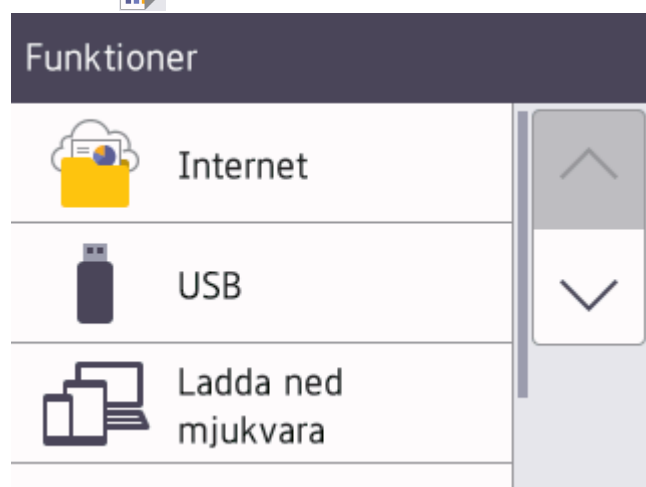 Funktioner
Internet
USB
Ladda ned
mjukvara